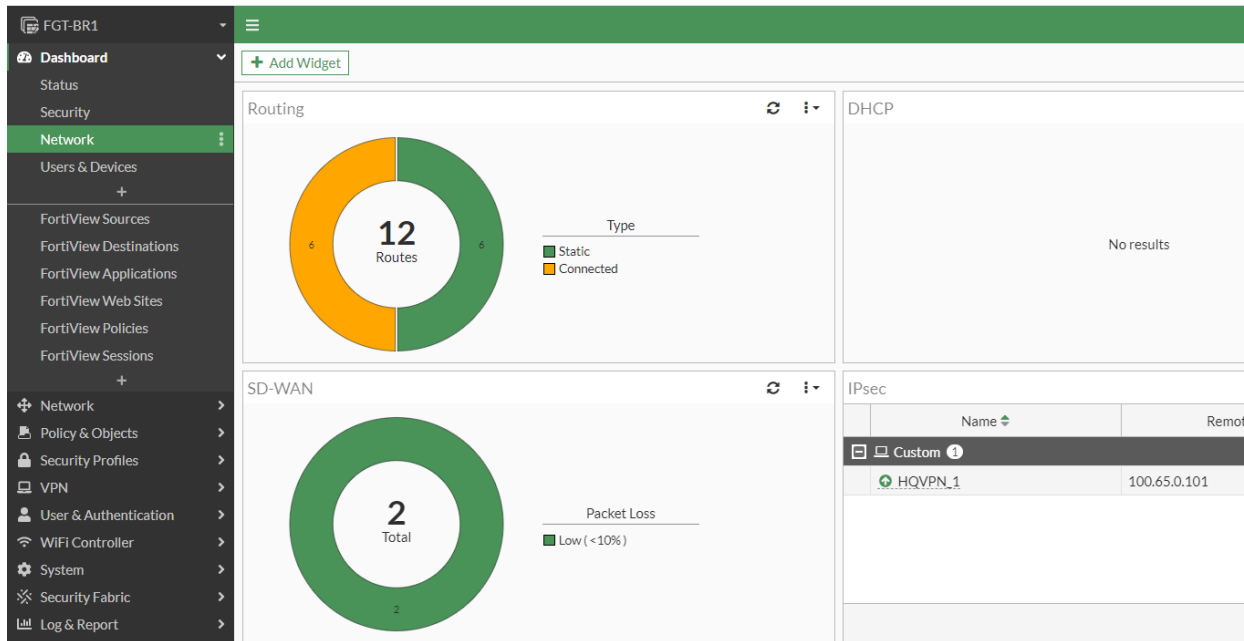 FGT-BR1
Dashboard
Status
Security
Network
Users & Devices
+
FortiView Sources
FortiView Destinations
FortiView Applications
FortiView Web Sites
FortiView Policies
FortiView Sessions
+
Network
Policy & Objects
Security Profiles
VPN
User & Authentication
WiFi Controller
System
Security Fabric
Log & Report
+ Add Widget
Routing
12
Routes
6
6
Type
Static
Connected
DHCP
No results
SD-WAN
2
Total
2
Packet Loss
Low ( <10% )
IPsec
Name Remot
Custom 1
HQVPN_1 100.65.0.101